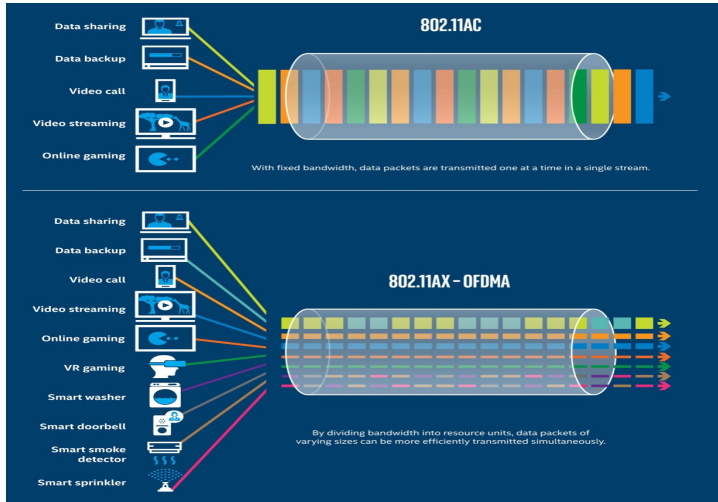 802.11AC
Data sharing
Data backup
Video call
Video streaming
Online gaming
With fixed bandwidth, data packets are transmitted one at a time in a single stream.
802.11AX – OFDMA
Data sharing
Data backup
Video call
Video streaming
Online gaming
VR gaming
Smart washer
Smart doorbell
Smart smoke
detector
Smart sprinkler
By dividing bandwidth into resource units, data packets of
varying sizes can be more efficiently transmitted simultaneously.